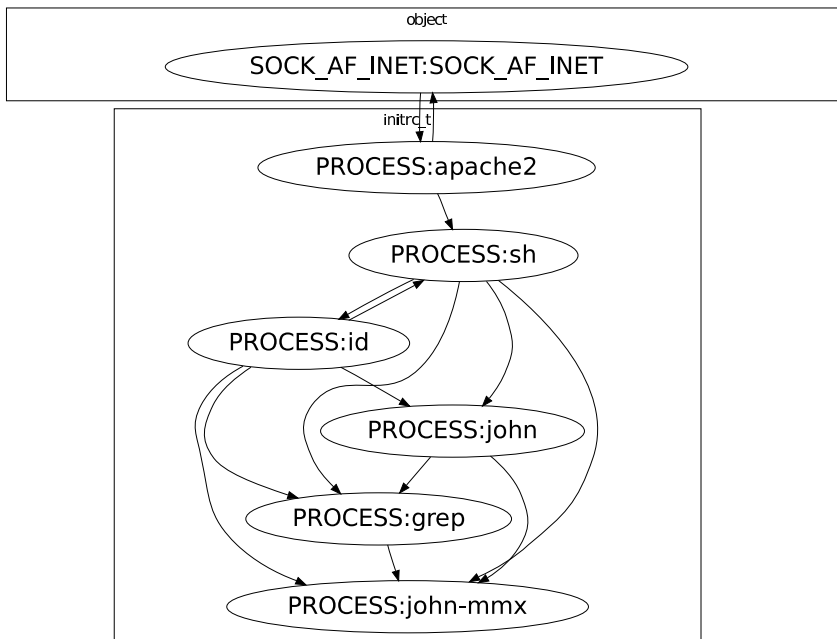 object
SOCK_AF_INET:SOCK_AF_INET
initrc_t
PROCESS:apache2
PROCESS:sh
PROCESS:id
PROCESS:john
PROCESS:grep
PROCESS:john-mmx